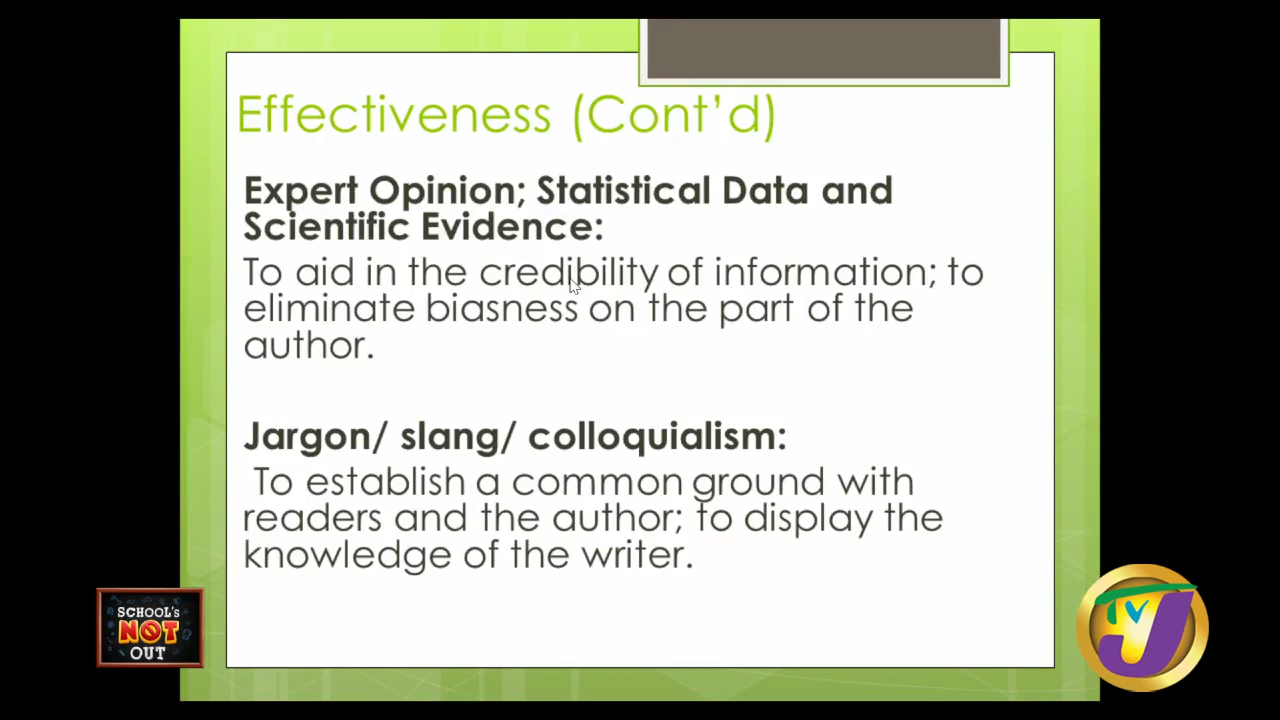 Effectiveness (Cont’d)
Expert Opinion; Statistical Data and
Scientific Evidence:
To aid in the credibility of information; to
eliminate biasness on the part of the
author.
Jargon/ slang/ colloquialism:
To establish a common ground with
readers and the author; to display the
knowledge of the writer.
SCHOOL's
NOT
OUT
TVJ